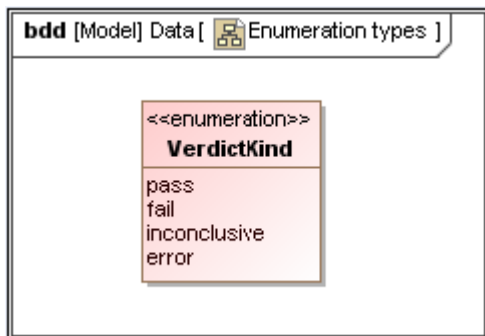 bdd [Model] Data [ Enumeration types ]
<<enumeration>>
VerdictKind
pass
fail
inconclusive
error